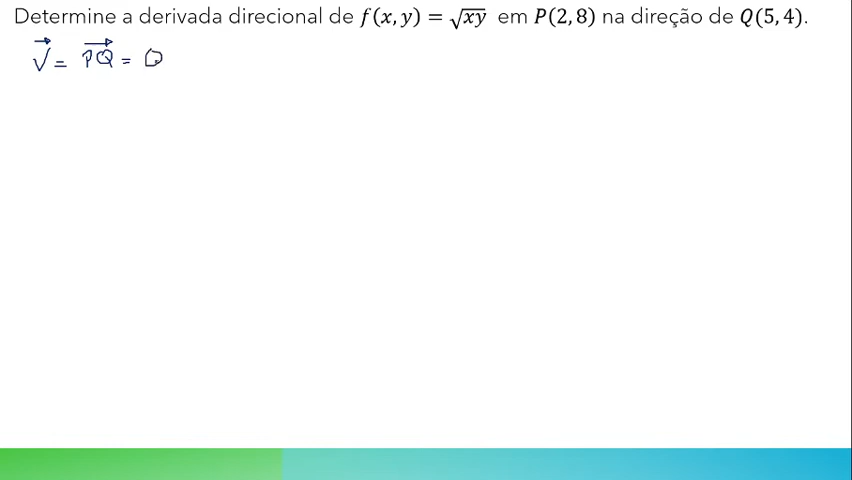 Determine a derivada direcional de f(x, y) = √xy em P(2, 8) na direção de Q(5, 4).
V⃗ = PQ⃗ = Q